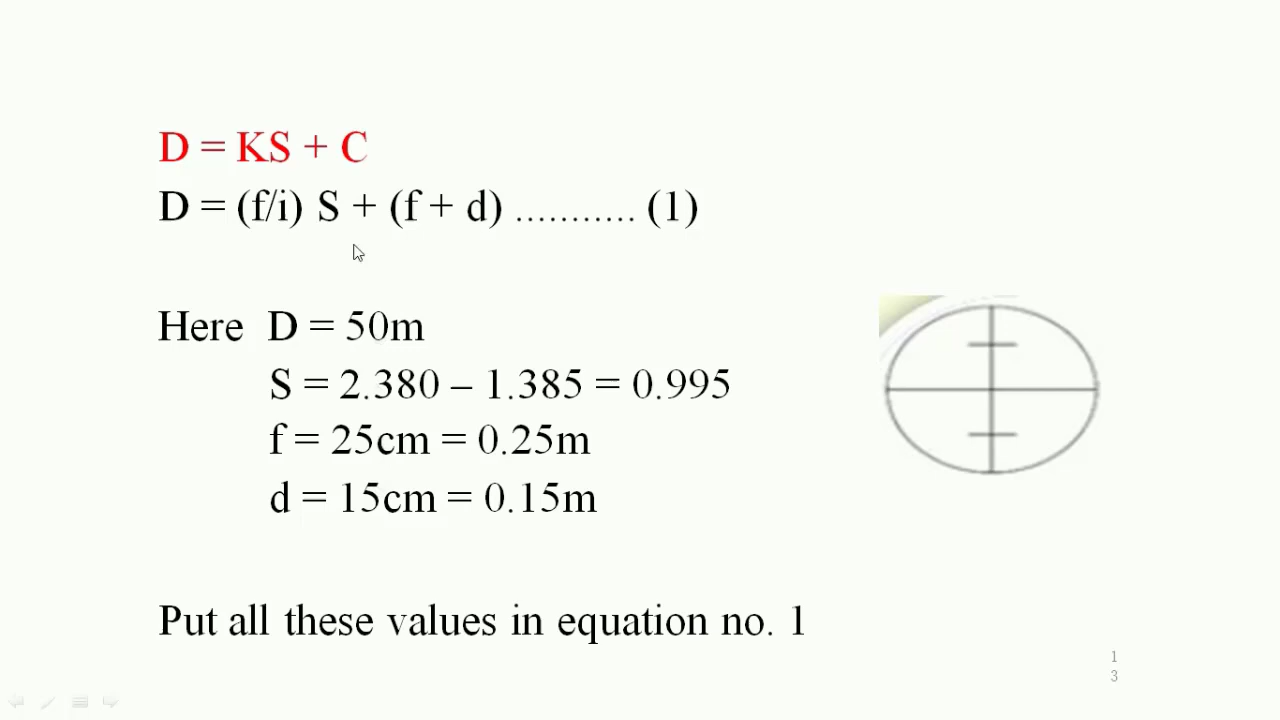 D = KS + C
D = (f/i) S + (f + d) ........... (1)
Here D = 50m
S = 2.380 – 1.385 = 0.995
f = 25cm = 0.25m
d = 15cm = 0.15m
Put all these values in equation no. 1
1
3